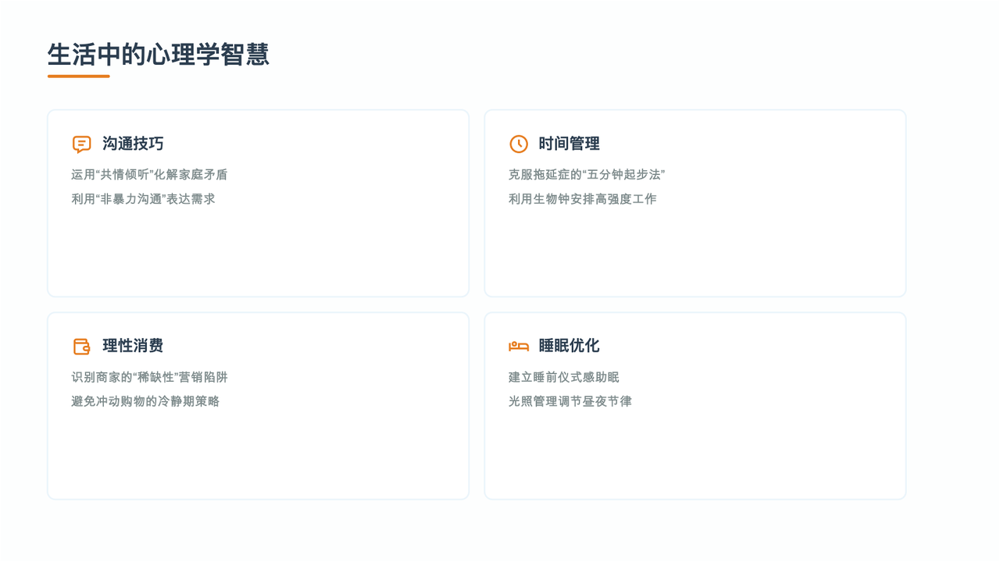 生活中的心理学智慧
沟通技巧
运用“共情倾听”化解家庭矛盾
利用“非暴力沟通”表达需求
时间管理
克服拖延症的“五分钟起步法”
利用生物钟安排高强度工作
理性消费
识别商家的“稀缺性”营销陷阱
避免冲动购物的冷静期策略
睡眠优化
建立睡前仪式感助眠
光照管理调节昼夜节律